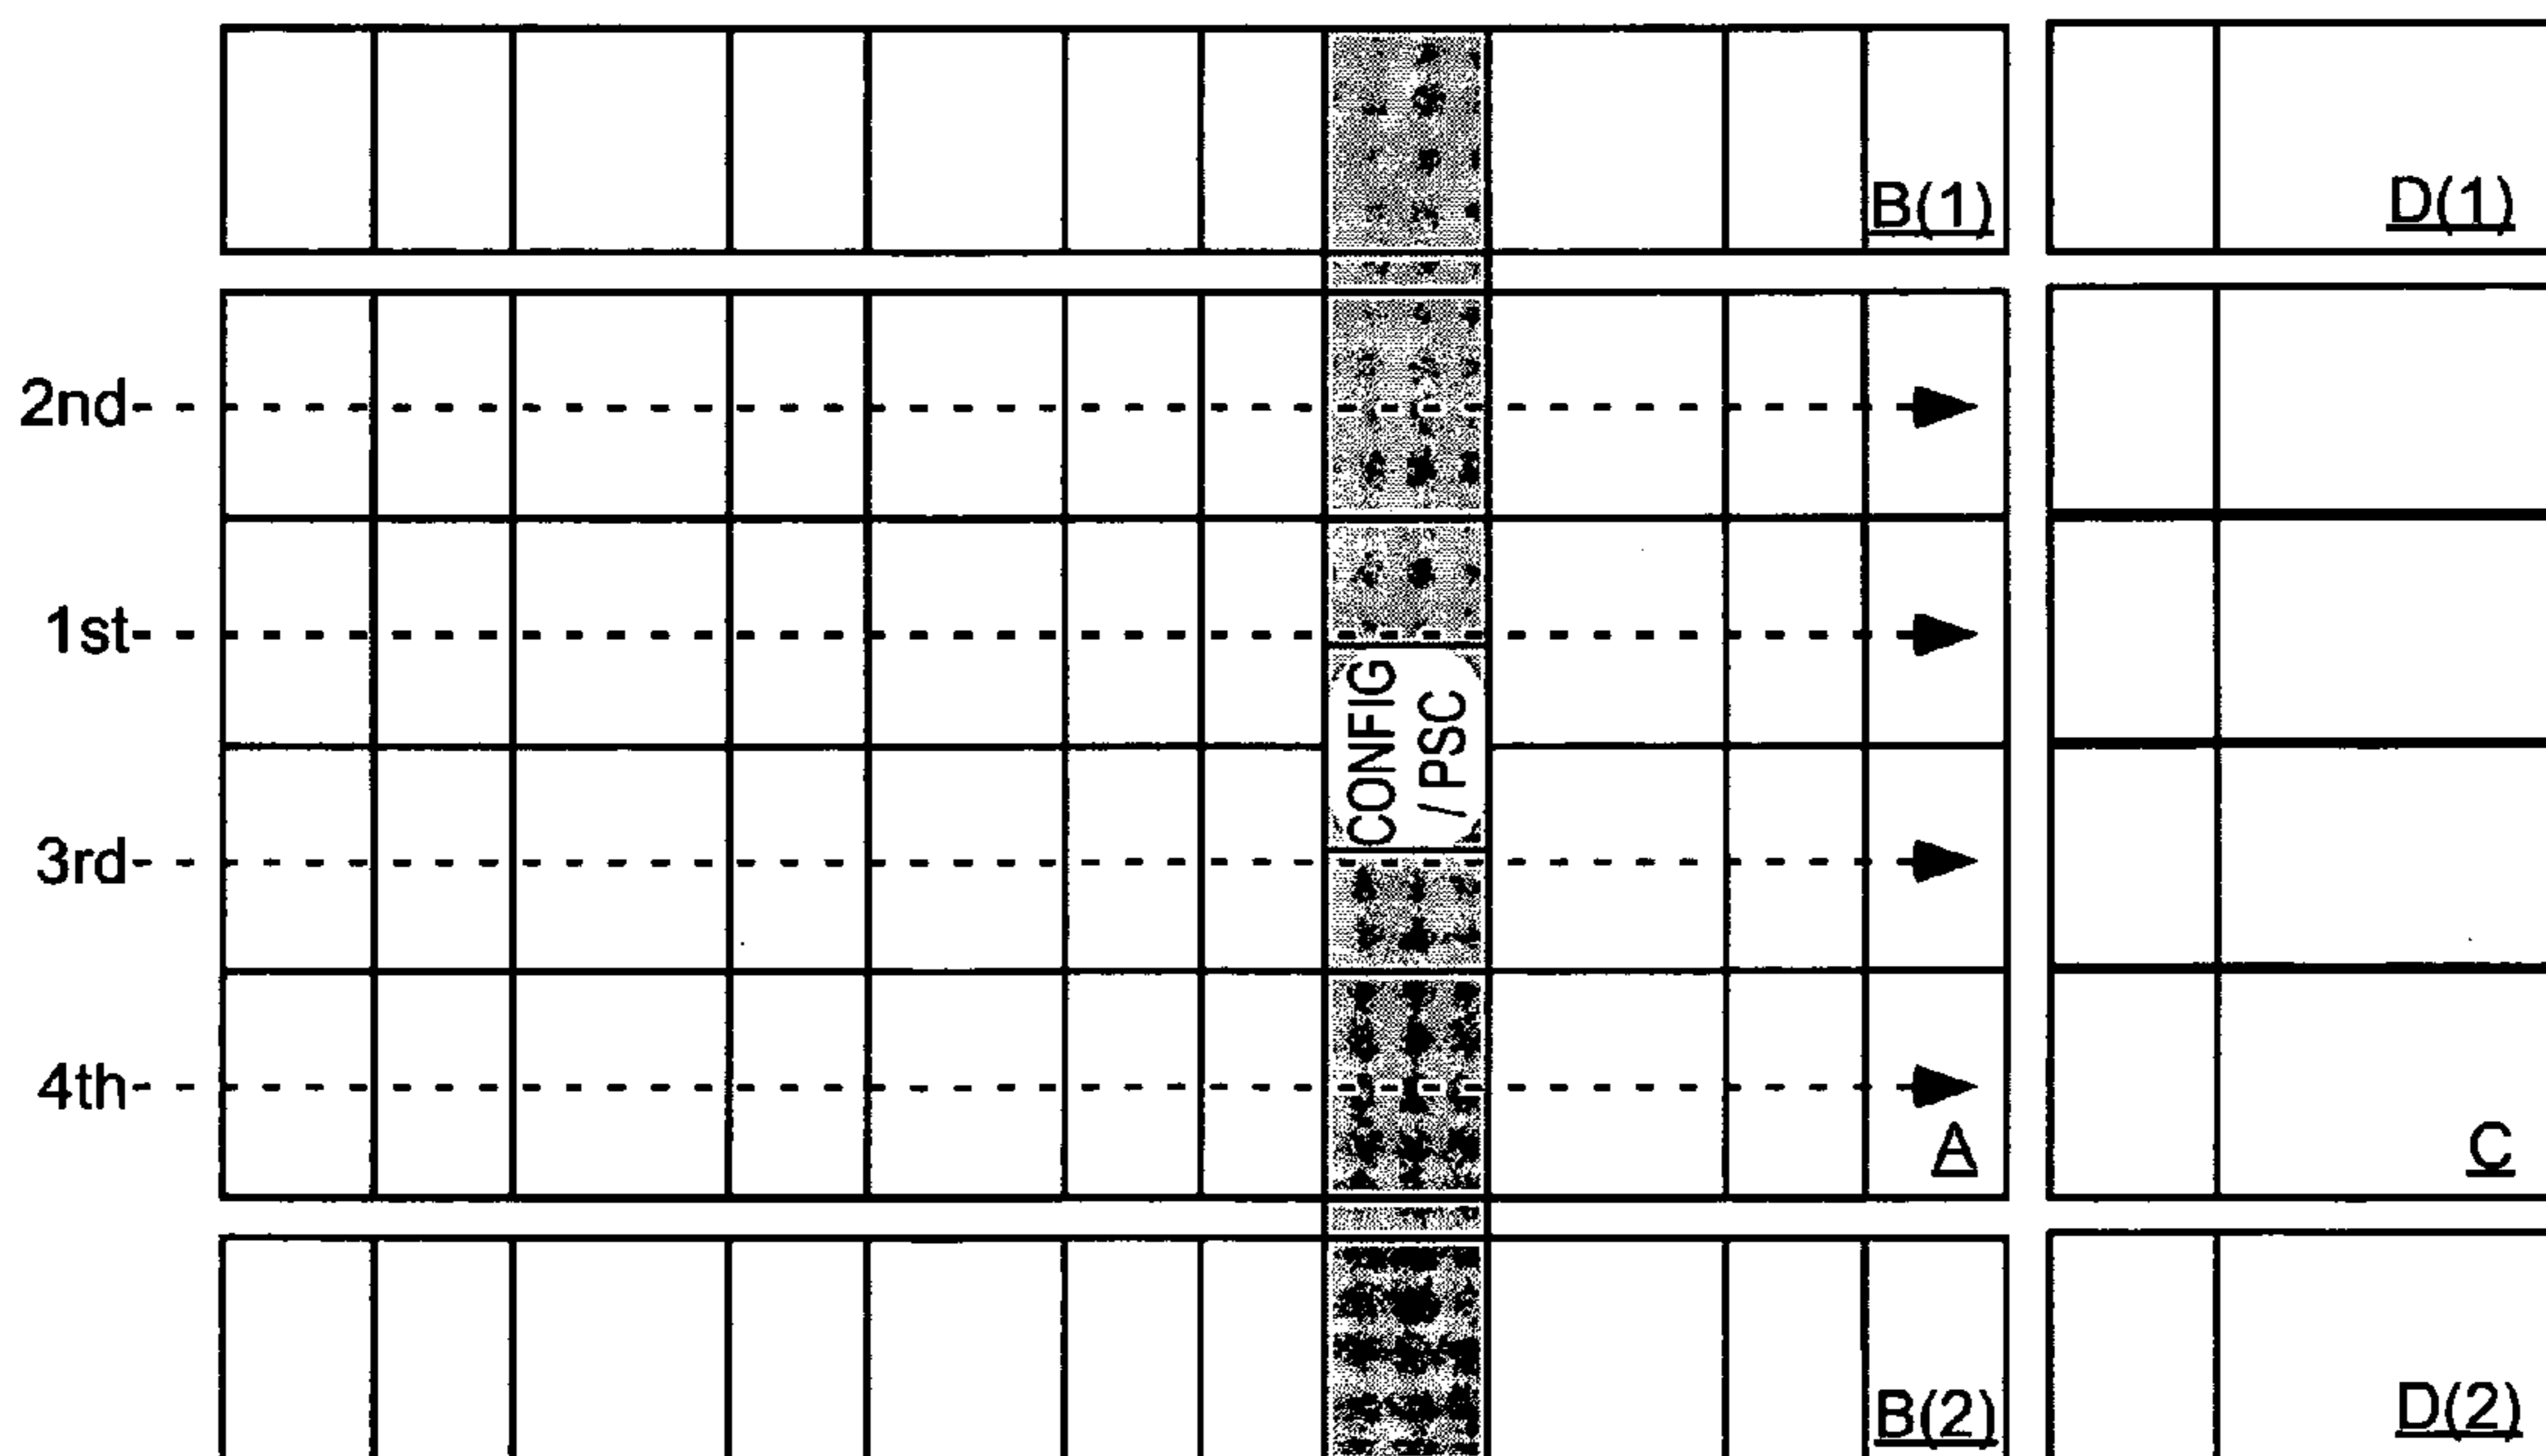 B(1)
D(1)
2nd
1st
CONFIG
/ PSC
3rd
4th
A
C
B(2)
D(2)